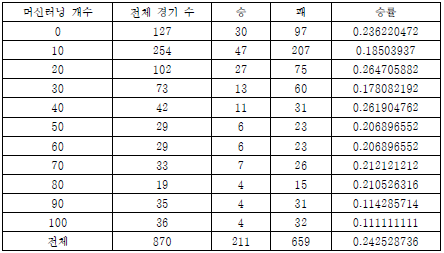 머신러닝 개수 전체 경기 수 승 패 승률
0 127 30 97 0.236220472
10 254 47 207 0.18503937
20 102 27 75 0.264705882
30 73 13 60 0.178082192
40 42 11 31 0.261904762
50 29 6 23 0.206896552
60 29 6 23 0.206896552
70 33 7 26 0.212121212
80 19 4 15 0.210526316
90 35 4 31 0.114285714
100 36 4 32 0.111111111
전체 870 211 659 0.242528736